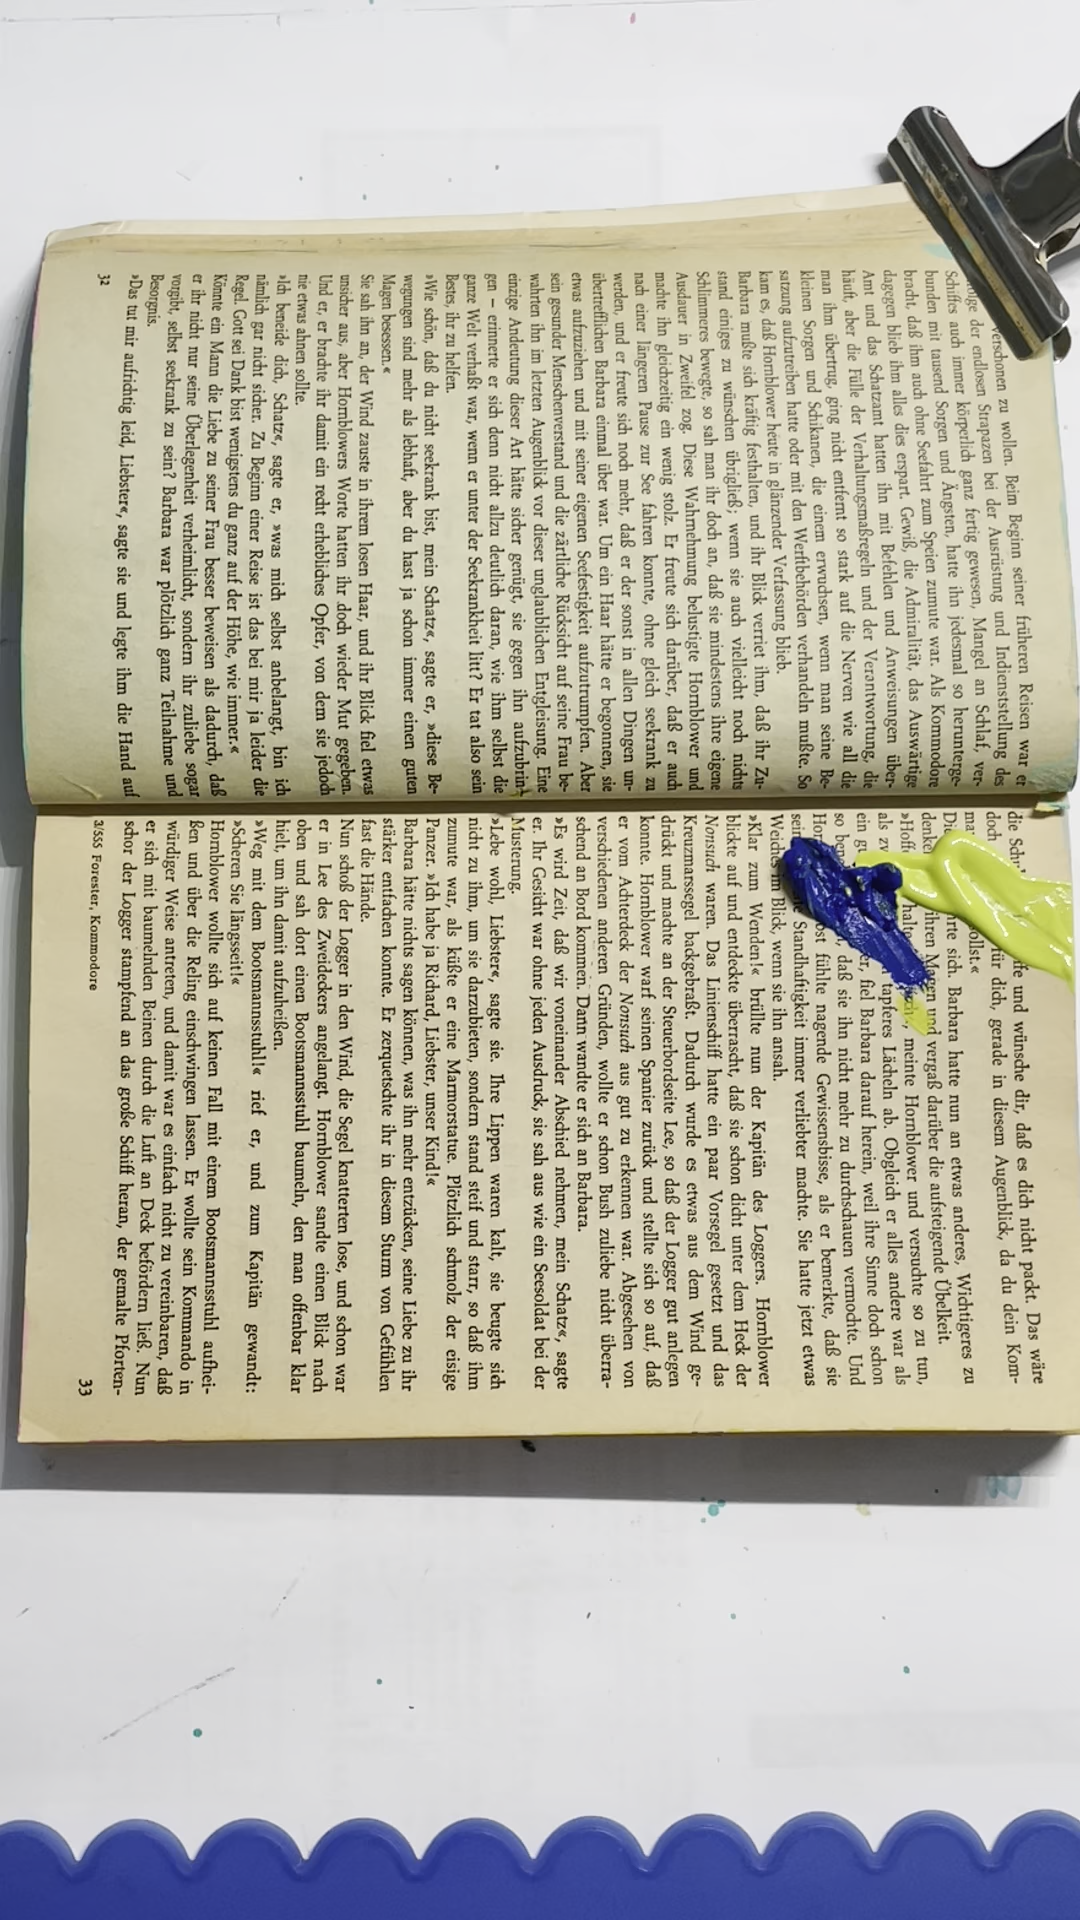 verschonen zu wollen. Beim Beginn seiner früheren Reisen war er
der endlosen Strapazen bei der Ausrüstung und Indienststellung des
Schiffes auch immer körperlich ganz fertig gewesen, Mangel an Schlaf, ver-
bunden mit tausend Sorgen und Ängsten, hatte ihn jedesmal so herunterge-
bracht, daß ihm auch ohne Seefahrt zum Speien zumute war. Als Kommodore
dagegen blieb ihm alles dies erspart. Gewiß, die Admiralität, das Auswärtige
Amt und das Schatzamt hatten ihn mit Befehlen und Anweisungen über-
häuft, aber die Fülle der Verhaltungsmaßregeln und der Verantwortung, die
man ihm übertrug, ging nicht entfernt so stark auf die Nerven wie all die
kleinen Sorgen und Schikanen, die einem erwuchsen, wenn man seine Be-
satzung aufzutreiben hatte oder mit den Werftbehörden verhandeln mußte. So
kam es, daß Hornblower heute in glänzender Verfassung blieb.
Barbara mußte sich kräftig festhalten, und ihr Blick verriet ihm, daß ihr Zu-
stand einiges zu wünschen übrigließ; wenn sie auch vielleicht noch nichts
Schlimmeres bewegte, so sah man ihr doch an, daß sie mindestens ihre eigene
Ausdauer in Zweifel zog. Diese Wahrnehmung belustigte Hornblower und
machte ihn gleichzeitig ein wenig stolz. Er freute sich darüber, daß er auch
nach einer längeren Pause zur See fahren konnte, ohne gleich seekrank zu
werden, und er freute sich noch mehr, daß er der sonst in allen Dingen un-
übertrefflichen Barbara einmal über war. Um ein Haar hätte er begonnen, sie
etwas aufzuziehen und mit seiner eigenen Seefestigkeit aufzutrumpfen. Aber
sein gesunder Menschenverstand und die zärtliche Rücksicht auf seine Frau be-
wahrten ihn im letzten Augenblick vor dieser unglaublichen Entgleisung. Eine
einzige Andeutung dieser Art hätte sicher genügt, sie gegen ihn aufzubrin-
gen – erinnerte er sich denn nicht allzu deutlich daran, wie ihm selbst die
ganze Welt verhaßt war, wenn er unter der Seekrankheit litt? Er tat also sein
Bestes, ihr zu helfen.
»Wie schön, daß du nicht seekrank bist, mein Schatz«, sagte er, »diese Be-
wegungen sind mehr als lebhaft, aber du hast ja schon immer einen guten
Magen besessen.«
Sie sah ihn an, der Wind zauste in ihrem losen Haar, und ihr Blick fiel etwas
unsicher aus, aber Hornblowers Worte hatten ihr doch wieder Mut gegeben.
Und er, er brachte ihr damit ein recht erhebliches Opfer, von dem sie jedoch
nie etwas ahnen sollte.
»Ich beneide dich, Schatz«, sagte er, »was mich selbst anbelangt, bin ich
nämlich gar nicht sicher. Zu Beginn einer Reise ist das bei mir ja leider die
Regel. Gott sei Dank bist wenigstens du ganz auf der Höhe, wie immer.«
Könnte ein Mann die Liebe zu seiner Frau besser beweisen als dadurch, daß
er ihr nicht nur seine Überlegenheit verheimlicht, sondern ihr zuliebe sogar
vorgibt, selbst seekrank zu sein? Barbara war plötzlich ganz Teilnahme und
Besorgnis.
»Das tut mir aufrichtig leid, Liebster«, sagte sie und legte ihm die Hand auf
32
die und wünsche dir, daß es dich nicht packt. Das wäre
doch für dich, gerade in diesem Augenblick, da du dein Kom-
sollst.«
sich. Barbara hatte nun an etwas anderes, Wichtigeres zu
ihren Magen und vergaß darüber die aufsteigende Übelkeit.
meinte Hornblower und versuchte so zu tun,
als tapferes Lächeln ab. Obgleich er alles andere war als
ein fiel Barbara darauf herein, weil ihre Sinne doch schon
so daß sie ihn nicht mehr zu durchschauen vermochte. Und
fühlte nagende Gewissensbisse, als er bemerkte, daß sie
Standhaftigkeit immer verliebter machte. Sie hatte jetzt etwas
Weiches im Blick, wenn sie ihn ansah.
»Klar zum Wenden!« brüllte nun der Kapitän des Loggers. Hornblower
blickte auf und entdeckte überrascht, daß sie schon dicht unter dem Heck der
Nonsuch waren. Das Linienschiff hatte ein paar Vorsegel gesetzt und das
Kreuzmarssegel backgebraßt. Dadurch wurde es etwas aus dem Wind ge-
drückt und machte an der Steuerbordseite Lee, so daß der Logger gut anlegen
konnte. Hornblower warf seinen Spanier zurück und stellte sich so auf, daß
er vom Achterdeck der Nonsuch aus gut zu erkennen war. Abgesehen von
verschiedenen anderen Gründen, wollte er schon Bush zuliebe nicht überra-
schend an Bord kommen. Dann wandte er sich an Barbara.
»Es wird Zeit, daß wir voneinander Abschied nehmen, mein Schatz«, sagte
er. Ihr Gesicht war ohne jeden Ausdruck, sie sah aus wie ein Seesoldat bei der
Musterung.
»Lebe wohl, Liebster«, sagte sie. Ihre Lippen waren kalt, sie beugte sich
nicht zu ihm, um sie darzubieten, sondern stand steif und starr, so daß ihm
zumute war, als küßte er eine Marmorstatue. Plötzlich schmolz der eisige
Panzer. »Ich habe ja Richard, Liebster, unser Kind!«
Barbara hätte nichts sagen können, was ihn mehr entzücken, seine Liebe zu ihr
stärker entfachen konnte. Er zerquetschte ihr in diesem Sturm von Gefühlen
fast die Hände.
Nun schoß der Logger in den Wind, die Segel knatterten lose, und schon war
er in Lee des Zweideckers angelangt. Hornblower sandte einen Blick nach
oben und sah dort einen Bootsmannsstuhl baumeln, den man offenbar klar
hielt, um ihn damit aufzuheißen.
»Weg mit dem Bootsmannsstuhl!« rief er, und zum Kapitän gewandt:
»Scheren Sie längsseit!«
Hornblower wollte sich auf keinen Fall mit einem Bootsmannsstuhl aufhei-
ßen und über die Reling einschwingen lassen. Er wollte sein Kommando in
würdiger Weise antreten, und damit war es einfach nicht zu vereinbaren, daß
er sich mit baumelnden Beinen durch die Luft an Deck befördern ließ. Nun
schor der Logger stampfend an das große Schiff heran, der gemalte Pforten-
3/SSS Forester, Kommodore
33